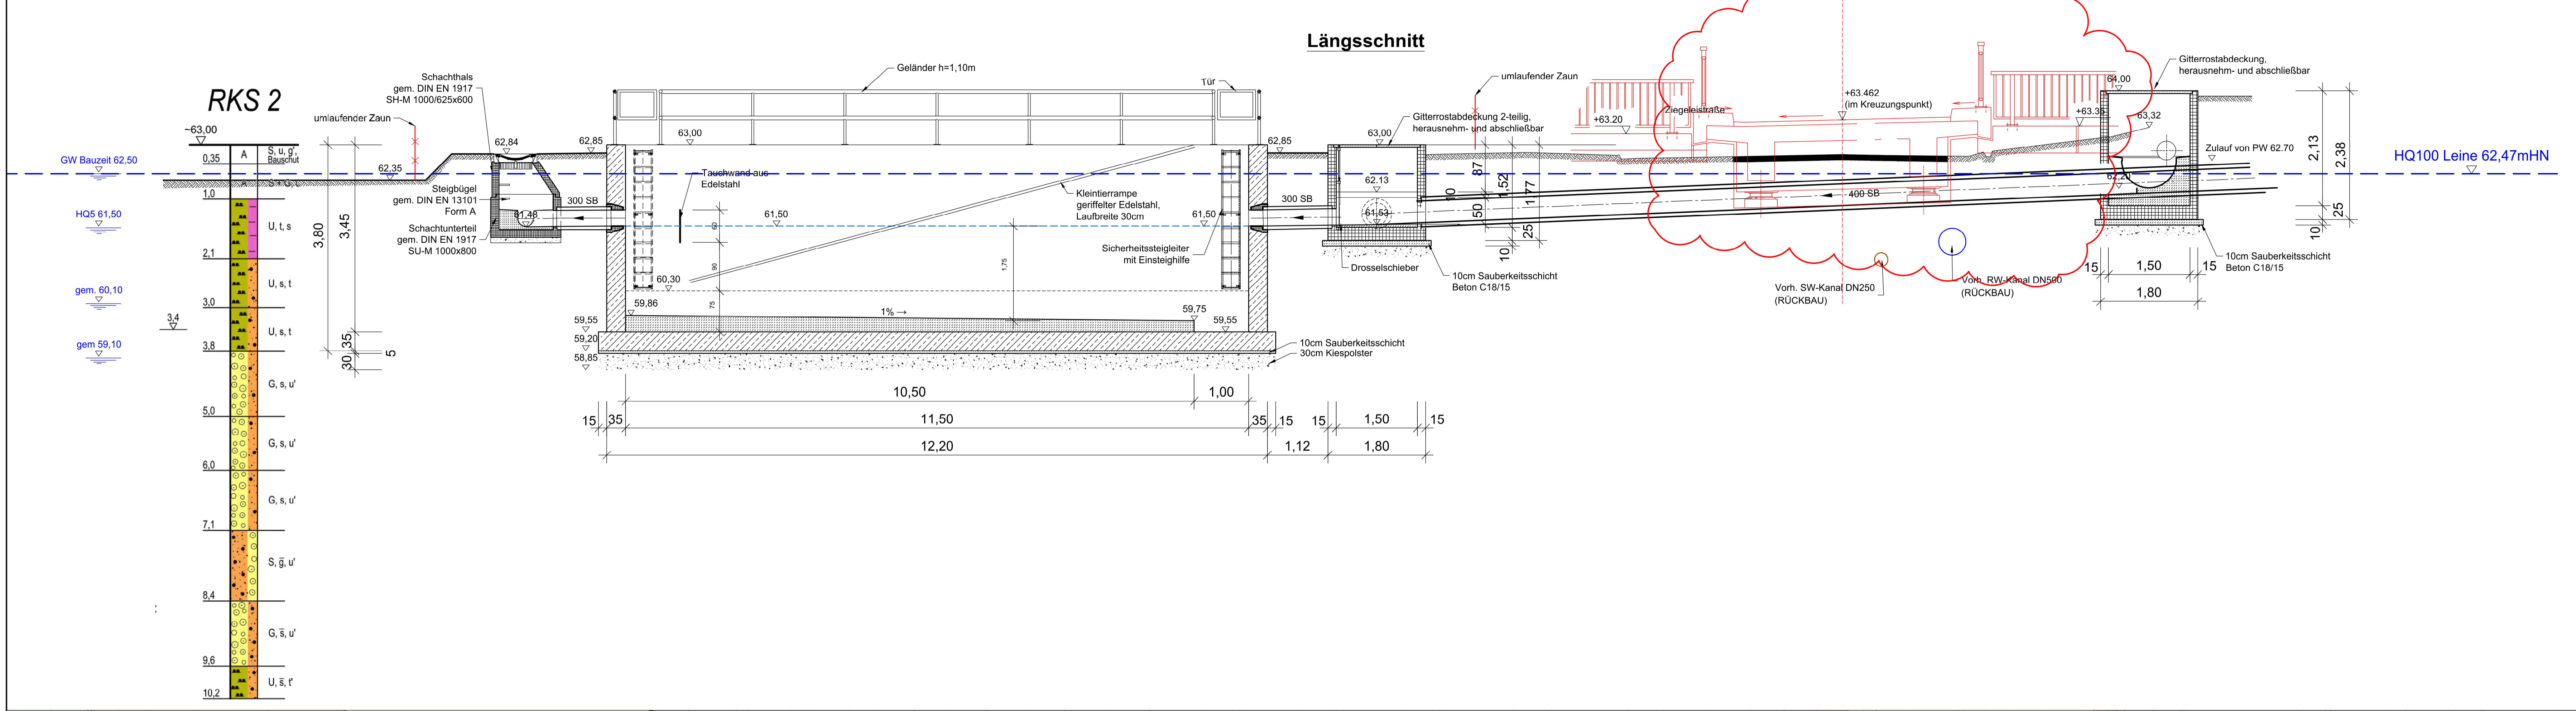 Längsschnitt
RKS 2
~63,00
GW Bauzeit 62,50
HQ5 61,50
gem. 60,10
gem 59,10
3,4
0,35
1,0
2,1
3,0
3,8
5,0
6,0
7,1
8,4
9,6
10,2
A
S, u, g',
Bauschut
A
U, t, s
U, s, t
U, s, t
G, s, u'
G, s, u'
G, s, u'
S, g̅, u'
G, s̅, u'
U, s̅, t'
:
3,80
3,45
35
30
5
umlaufender Zaun
62,35
Schachthals
gem. DIN EN 1917
SH-M 1000/625x600
62,84
62,85
Steigbügel
gem. DIN EN 13101
Form A
61,48
Schachtunterteil
gem. DIN EN 1917
SU-M 1000x800
300 SB
Geländer h=1,10m
Tür
63,00
Tauchwand aus
Edelstahl
Kleintierrampe
geriffelter Edelstahl,
Laufbreite 30cm
61,50
61,50
60
90
75
1,75
Sicherheitssteigleiter
mit Einsteighilfe
60,30
59,86
1% →
59,75
59,55
59,55
59,20
58,85
10cm Sauberkeitsschicht
30cm Kiespolster
10,50
1,00
15
35
11,50
35
15
12,20
1,12
62,85
300 SB
umlaufender Zaun
Gitterrostabdeckung 2-teilig,
herausnehm- und abschließbar
63,00
62.13
61,53
87
10
50
1,52
1,77
25
10
Drosselschieber
10cm Sauberkeitsschicht
Beton C18/15
15
1,50
15
1,80
+63.20
Ziegeleistraße
+63.462
(im Kreuzungspunkt)
+63.35
400 SB
Vorh. SW-Kanal DN250
(RÜCKBAU)
Vorh. RW-Kanal DN500
(RÜCKBAU)
64,00
Gitterrostabdeckung,
herausnehm- und abschließbar
63,32
Zulauf von PW 62.70
62,20
2,13
2,38
25
10
10cm Sauberkeitsschicht
Beton C18/15
15
1,50
15
1,80
HQ100 Leine 62,47mHN